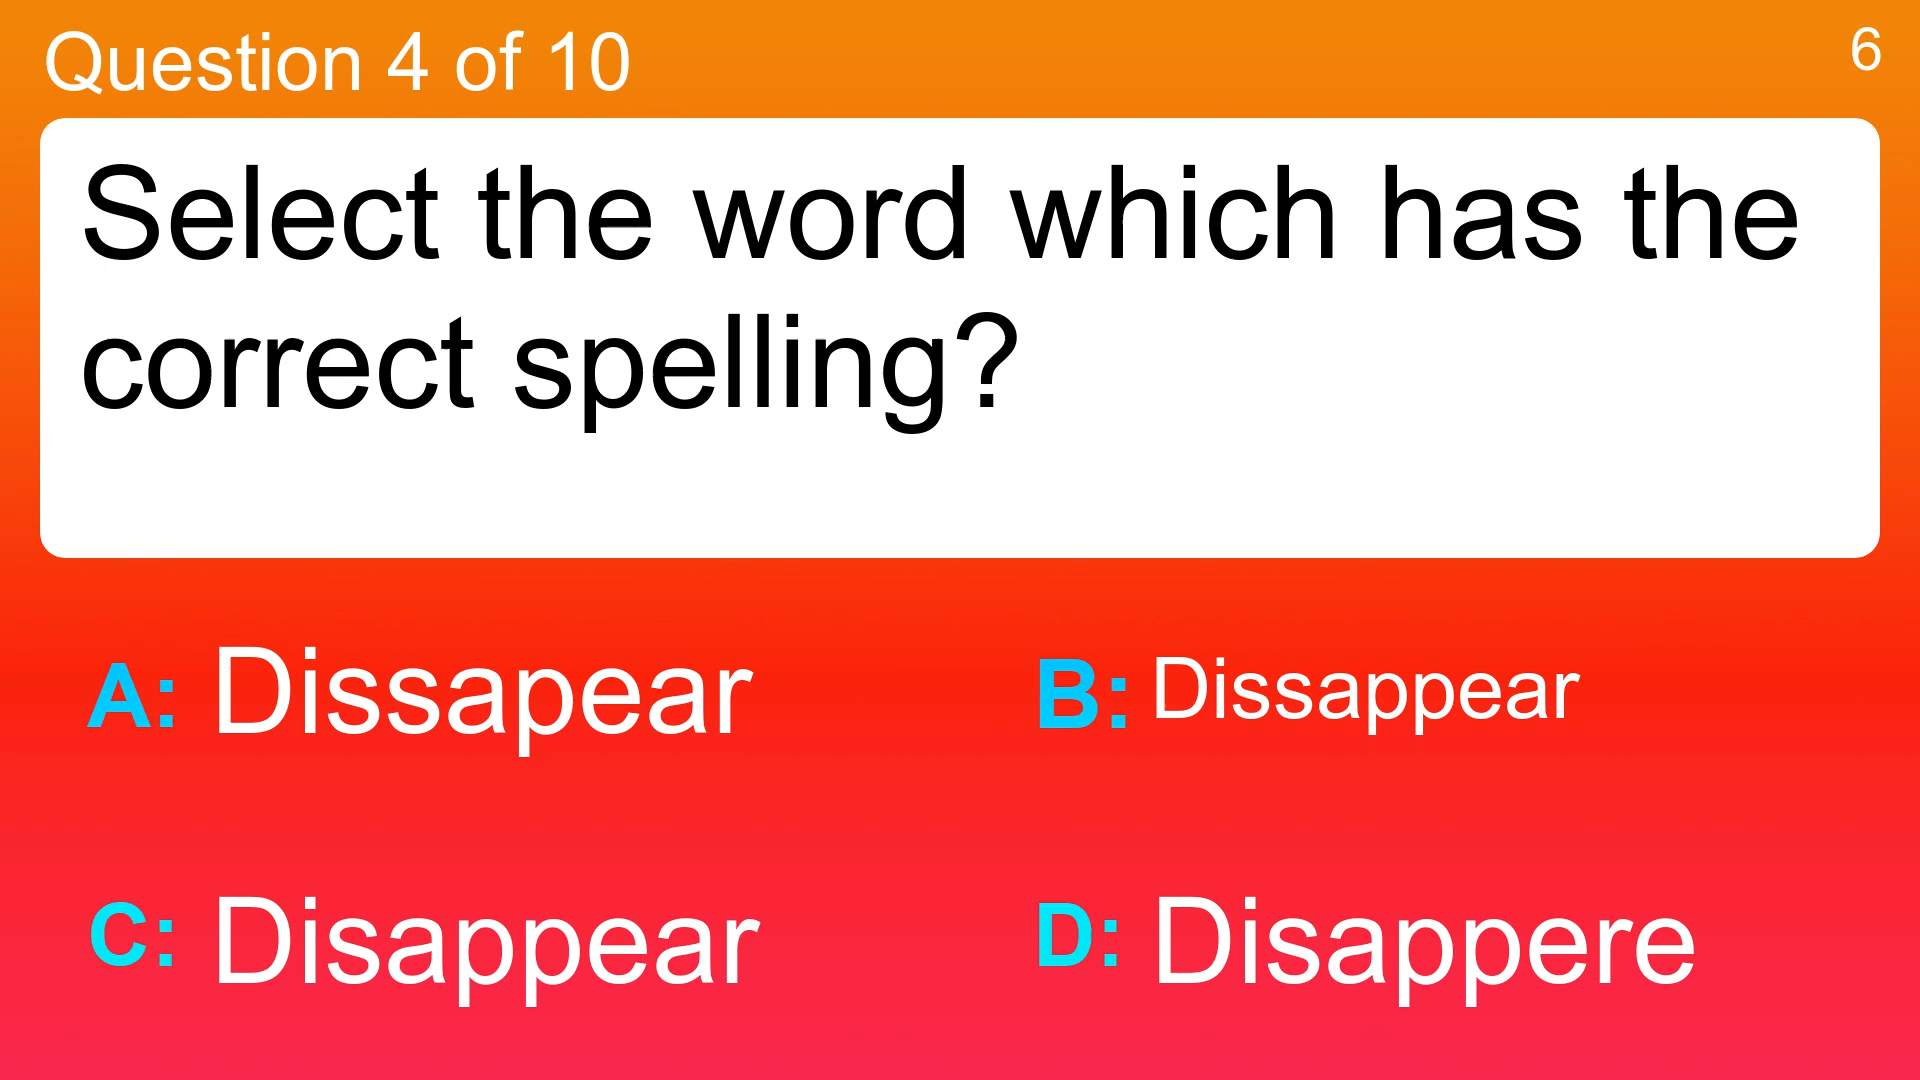 Question 4 of 10
6
Select the word which has the
correct spelling?
A: Dissapear
B: Dissappear
C: Disappear
D: Disappere